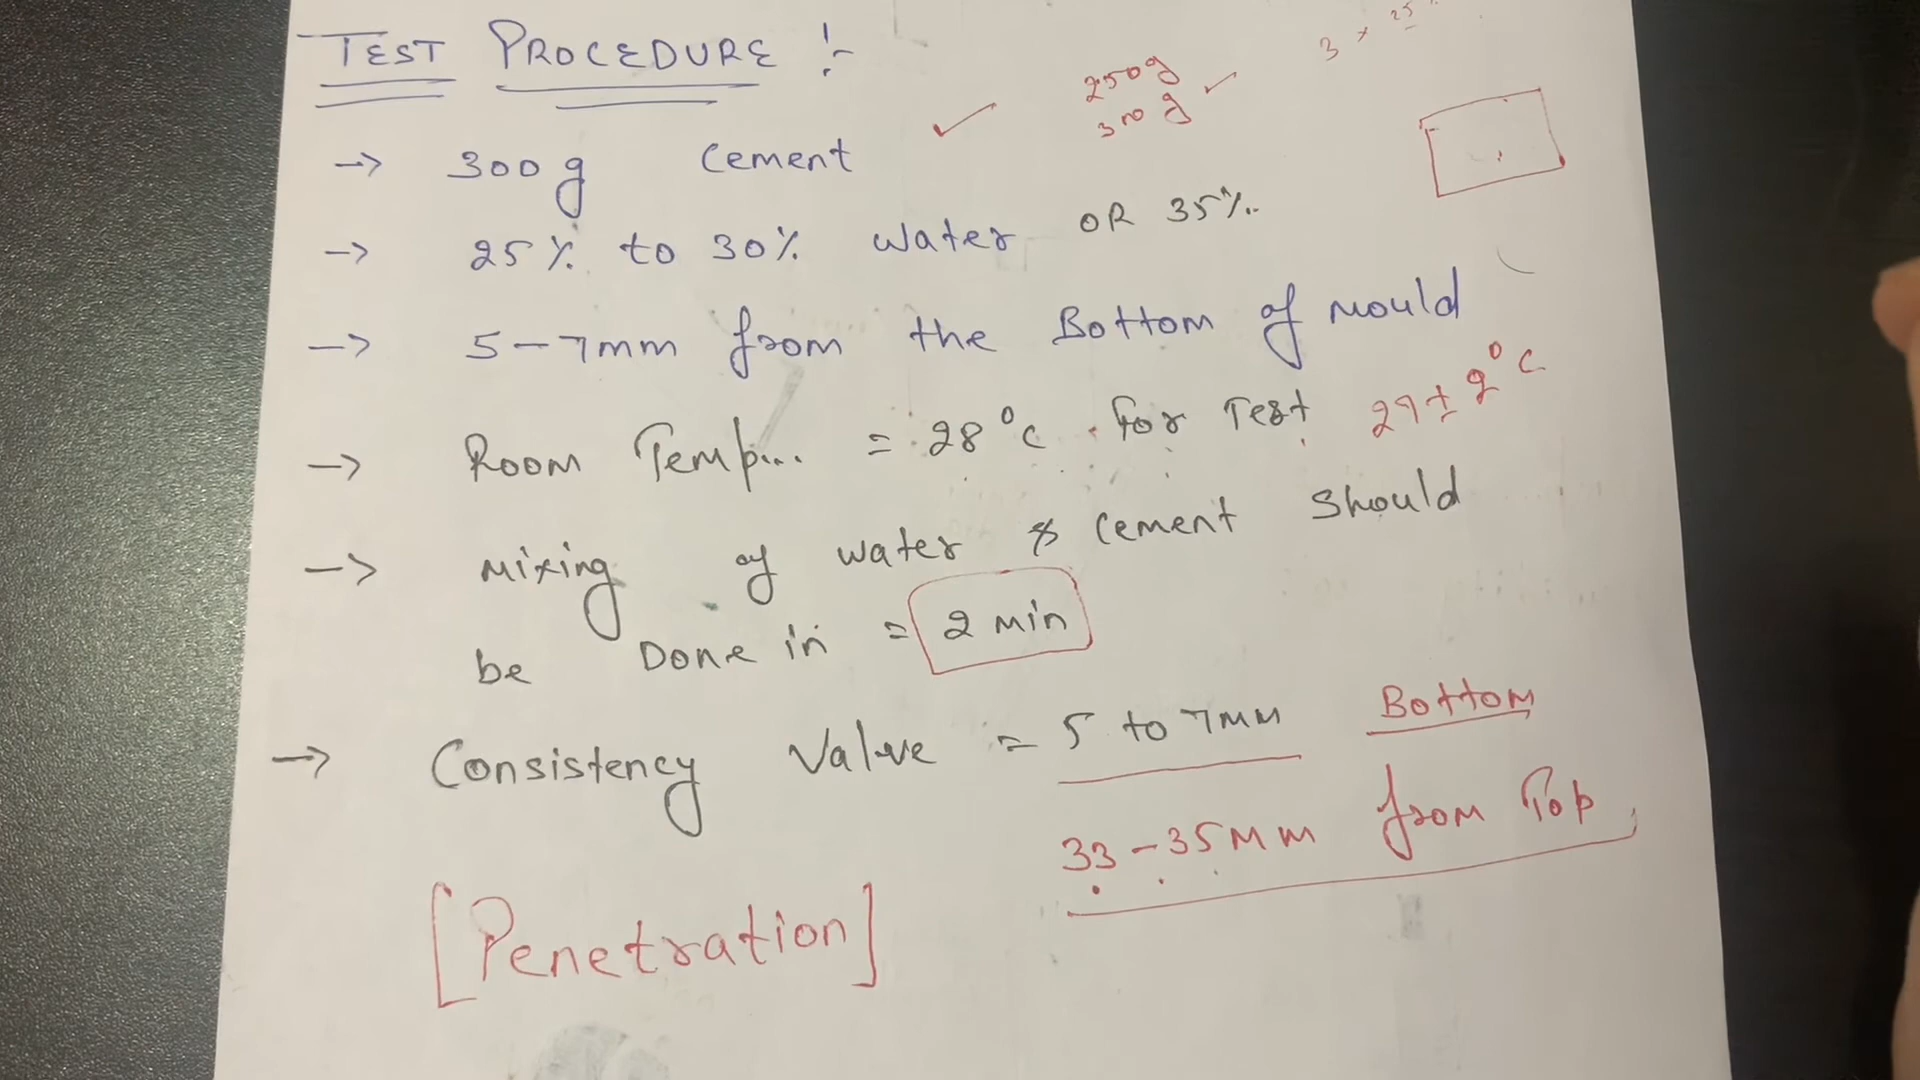 TEST PROCEDURE :-
3 × 25
250g
300g
→ 300g Cement
→ 25% to 30% water OR 35%.
→ 5-7mm from the Bottom of mould
→ Room Temp... = 28°C for Test 27±2°C
→ mixing of water & cement should
be Done in = 2 min
→ Consistency Value = 5 to 7mm Bottom
33-35mm from Top
[Penetration]